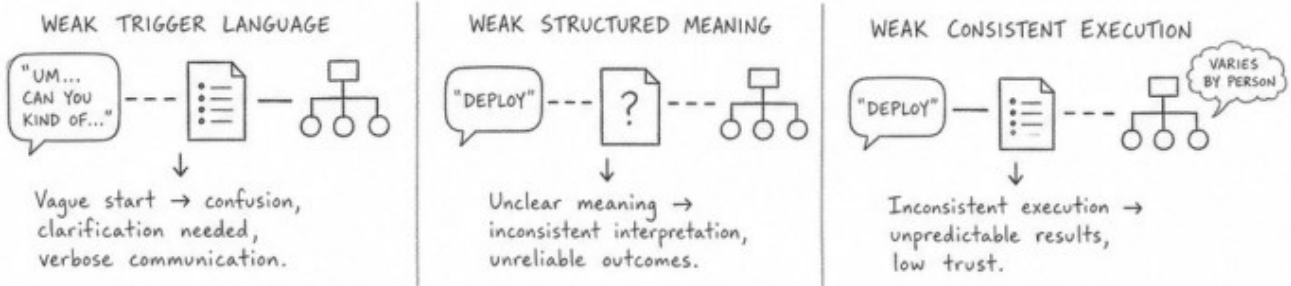 WEAK TRIGGER LANGUAGE
"UM...
CAN YOU
KIND OF..."
Vague start → confusion,
clarification needed,
verbose communication.
WEAK STRUCTURED MEANING
"DEPLOY"
?
Unclear meaning →
inconsistent interpretation,
unreliable outcomes.
WEAK CONSISTENT EXECUTION
"DEPLOY"
VARIES
BY PERSON
Inconsistent execution →
unpredictable results,
low trust.